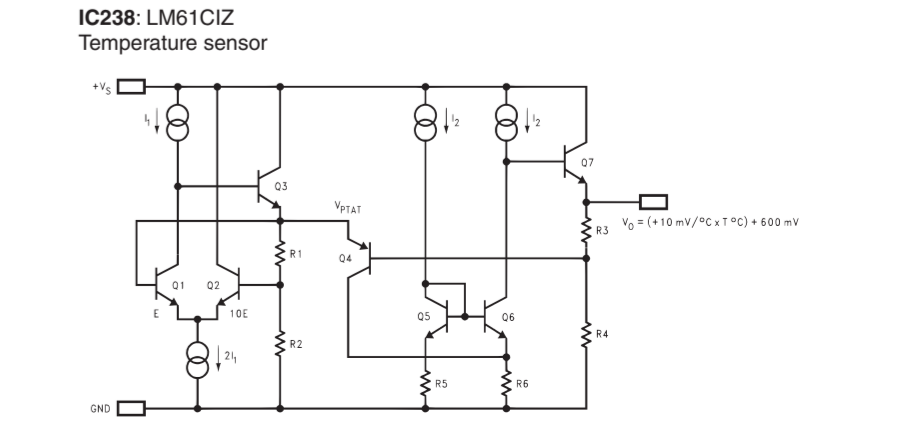 IC238: LM61CIZ
Temperature sensor
+VS
I1
I2
I2
Q7
Q3
VPTAT
R3
VO = (+10 mV/°C x T °C) + 600 mV
R1
Q4
Q1
Q2
E
10E
Q5
Q6
R4
R2
2I1
R5
R6
GND